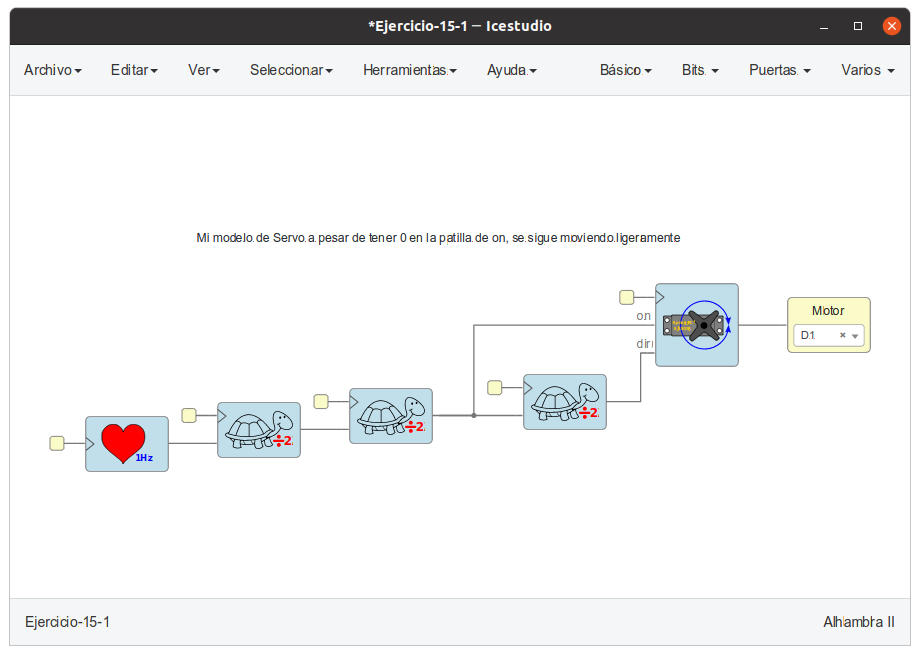 *Ejercicio-15-1 — Icestudio
Archivo Editar Ver Seleccionar Herramientas Ayuda Básico Bits Puertas Varios
Mi modelo de Servo a pesar de tener 0 en la patilla de on, se sigue moviendo ligeramente
on
dir
Motor
D1
÷2
÷2
÷2
1Hz
Ejercicio-15-1 Alhambra II